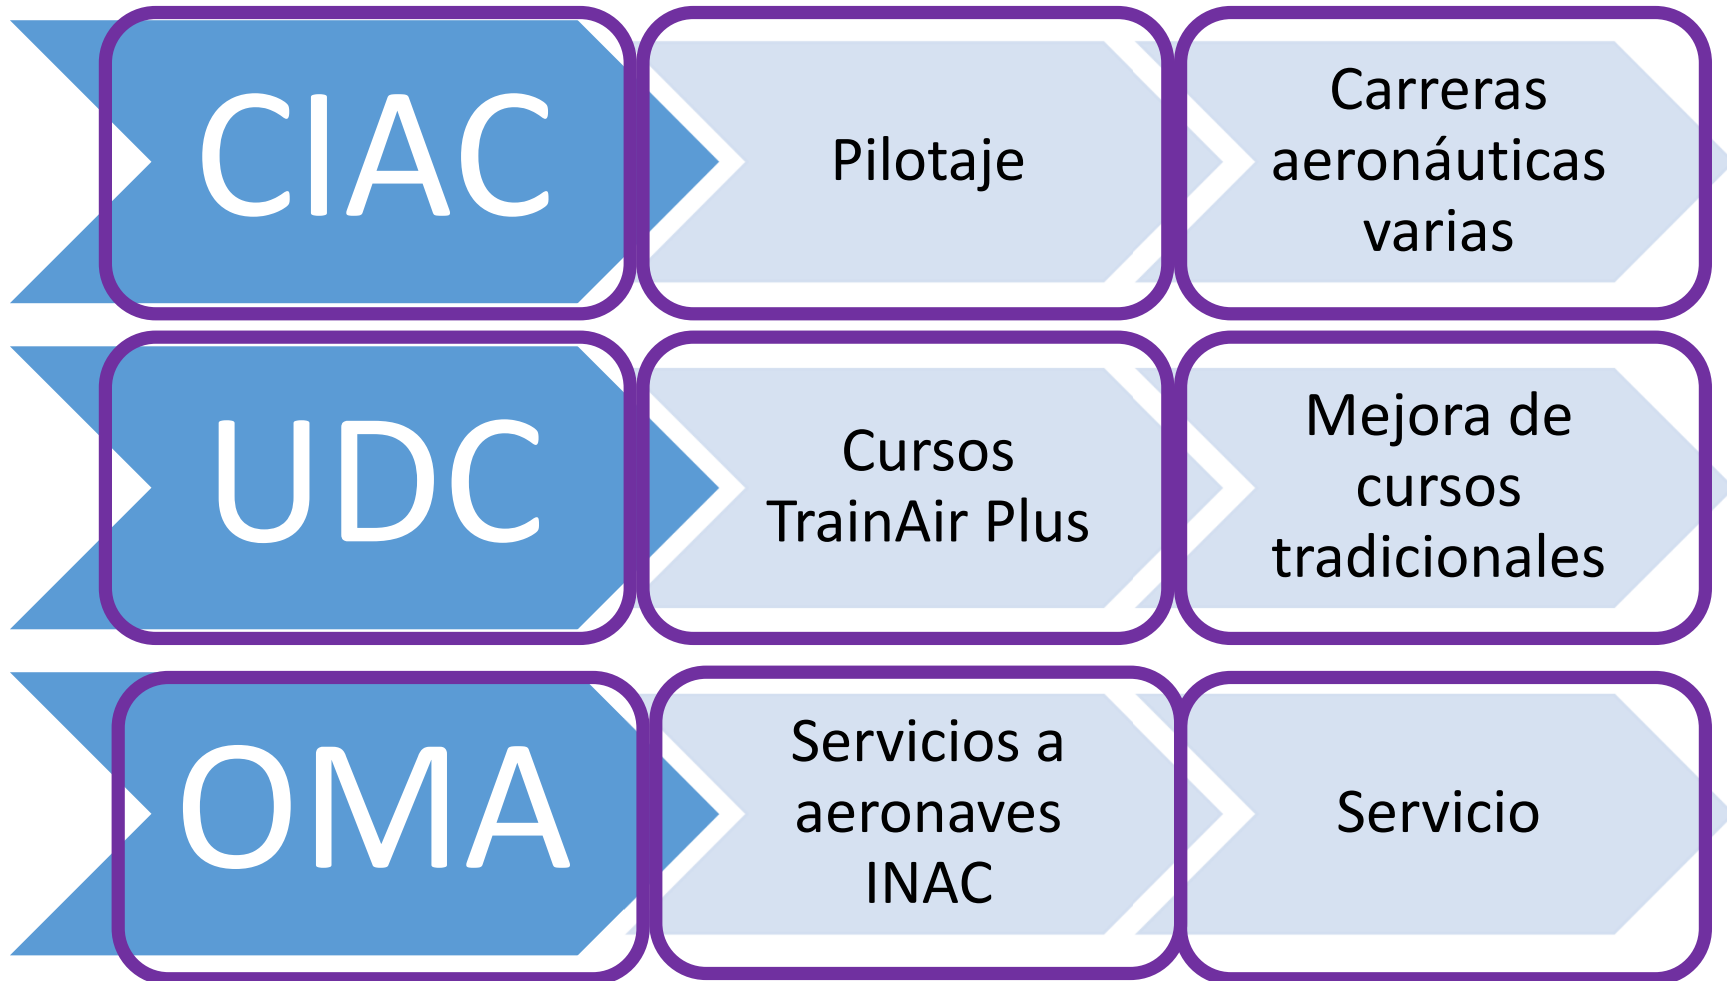 CIAC
Pilotaje
Carreras
aeronáuticas
varias
UDC
Cursos
TrainAir Plus
Mejora de
cursos
tradicionales
OMA
Servicios a
aeronaves
INAC
Servicio